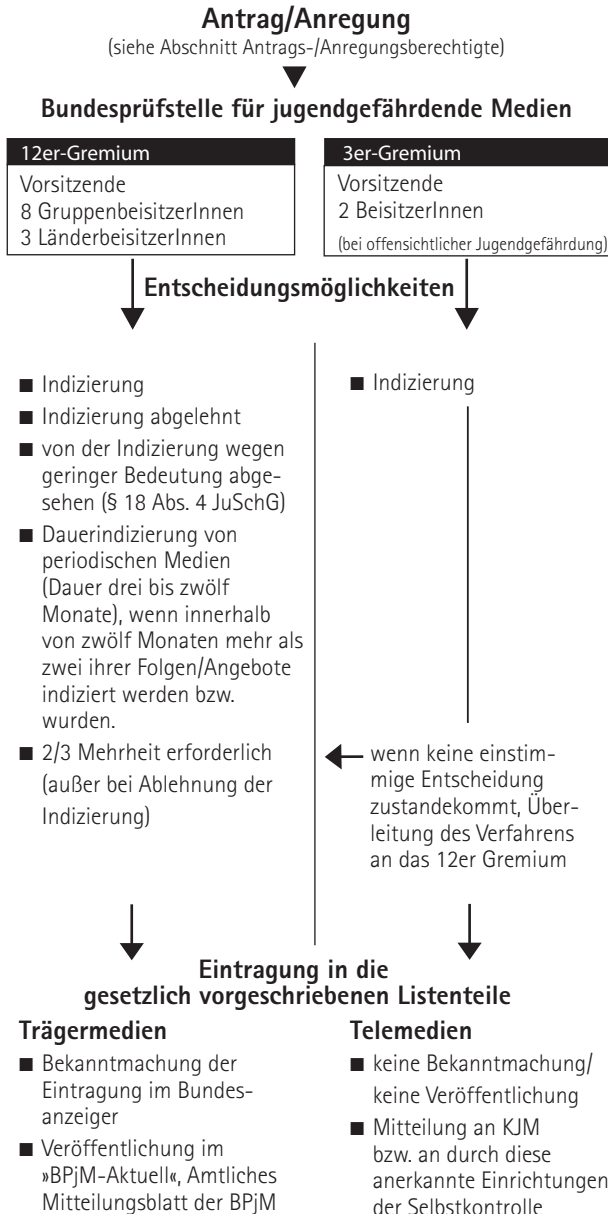 Antrag/Anregung
(siehe Abschnitt Antrags-/Anregungsberechtigte)
Bundesprüfstelle für jugendgefährdende Medien
12er-Gremium
Vorsitzende
8 GruppenbeisitzerInnen
3 LänderbeisitzerInnen
3er-Gremium
Vorsitzende
2 BeisitzerInnen
(bei offensichtlicher Jugendgefährdung)
Entscheidungsmöglichkeiten
■ Indizierung
■ Indizierung abgelehnt
■ von der Indizierung wegen
geringer Bedeutung abge-
sehen (§ 18 Abs. 4 JuSchG)
■ Dauerindizierung von
periodischen Medien
(Dauer drei bis zwölf
Monate), wenn innerhalb
von zwölf Monaten mehr als
zwei ihrer Folgen/Angebote
indiziert werden bzw.
wurden.
■ 2/3 Mehrheit erforderlich
(außer bei Ablehnung der
Indizierung)
■ Indizierung
wenn keine einstim-
mige Entscheidung
zustandekommt, Über-
leitung des Verfahrens
an das 12er Gremium
Eintragung in die
gesetzlich vorgeschriebenen Listenteile
Trägermedien
■ Bekanntmachung der
Eintragung im Bundes-
anzeiger
■ Veröffentlichung im
»BPjM-Aktuell«, Amtliches
Mitteilungsblatt der BPjM
Telemedien
■ keine Bekanntmachung/
keine Veröffentlichung
■ Mitteilung an KJM
bzw. an durch diese
anerkannte Einrichtungen
der Selbstkontrolle